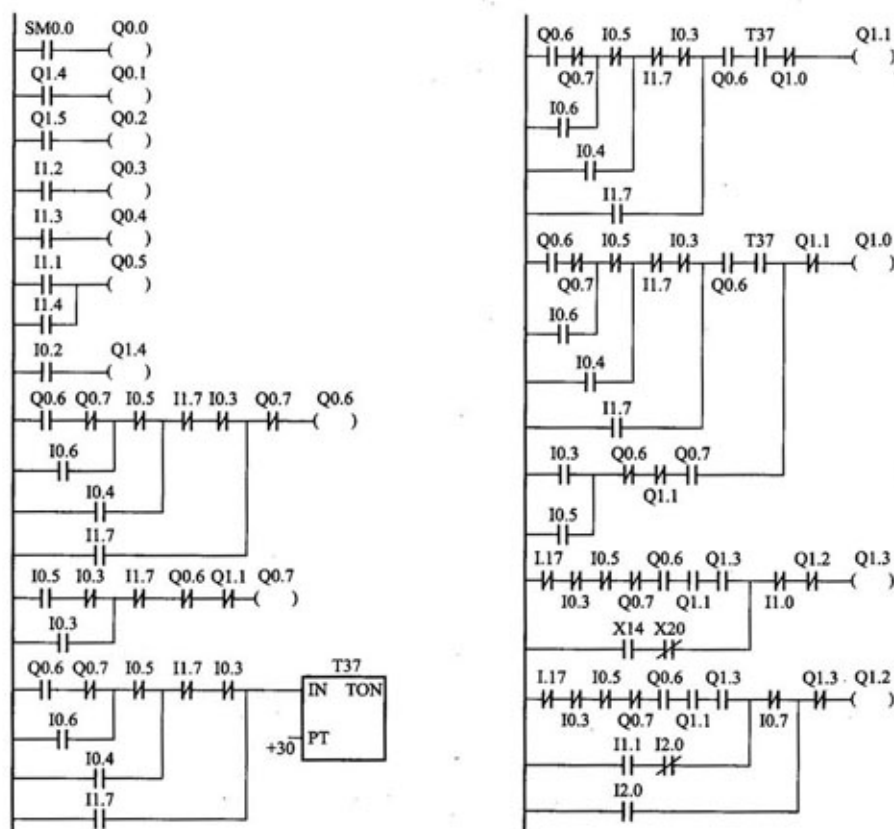 SM0.0 Q0.0
Q1.4 Q0.1
Q1.5 Q0.2
I1.2 Q0.3
I1.3 Q0.4
I1.1 Q0.5
I1.4
I0.2 Q1.4
Q0.6 Q0.7 I0.5 I1.7 I0.3 Q0.7 Q0.6
I0.6
I0.4
I1.7
I0.5 I0.3 I1.7 Q0.6 Q1.1 Q0.7
I0.3
T37
Q0.6 Q0.7 I0.5 I1.7 I0.3
IN TON
I0.6
+30 PT
I0.4
I1.7
Q0.6 I0.5 I0.3 T37 Q1.1
Q0.7 I1.7 Q0.6 Q1.0
I0.6
I0.4
I1.7
Q0.6 I0.5 I0.3 T37 Q1.1 Q1.0
Q0.7 I1.7 Q0.6
I0.6
I0.4
I1.7
I0.3 Q0.6 Q0.7
Q1.1
I0.5
I.17 I0.5 Q0.6 Q1.3 Q1.2 Q1.3
I0.3 Q0.7 Q1.1 I1.0
X14 X20
I.17 I0.5 Q0.6 Q1.3 Q1.3 Q1.2
I0.3 Q0.7 Q1.1 I0.7
I1.1 I2.0
I2.0